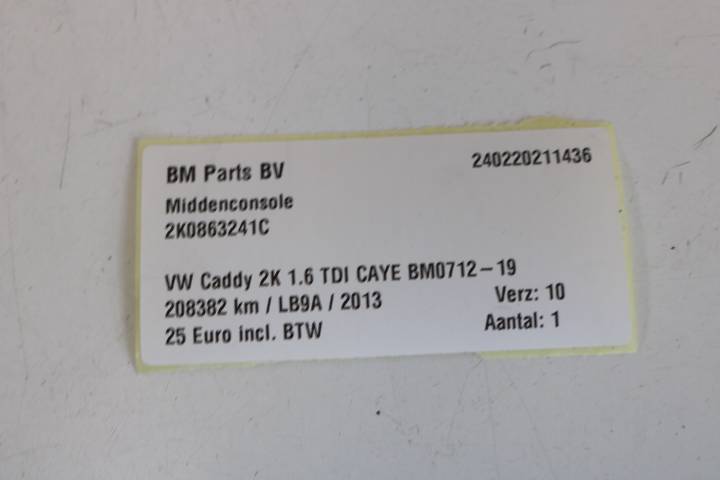 BM Parts BV 240220211436
Middenconsole
2K0863241C
VW Caddy 2K 1.6 TDI CAYE BM0712-19
208382 km / LB9A / 2013 Verz: 10
25 Euro incl. BTW Aantal: 1